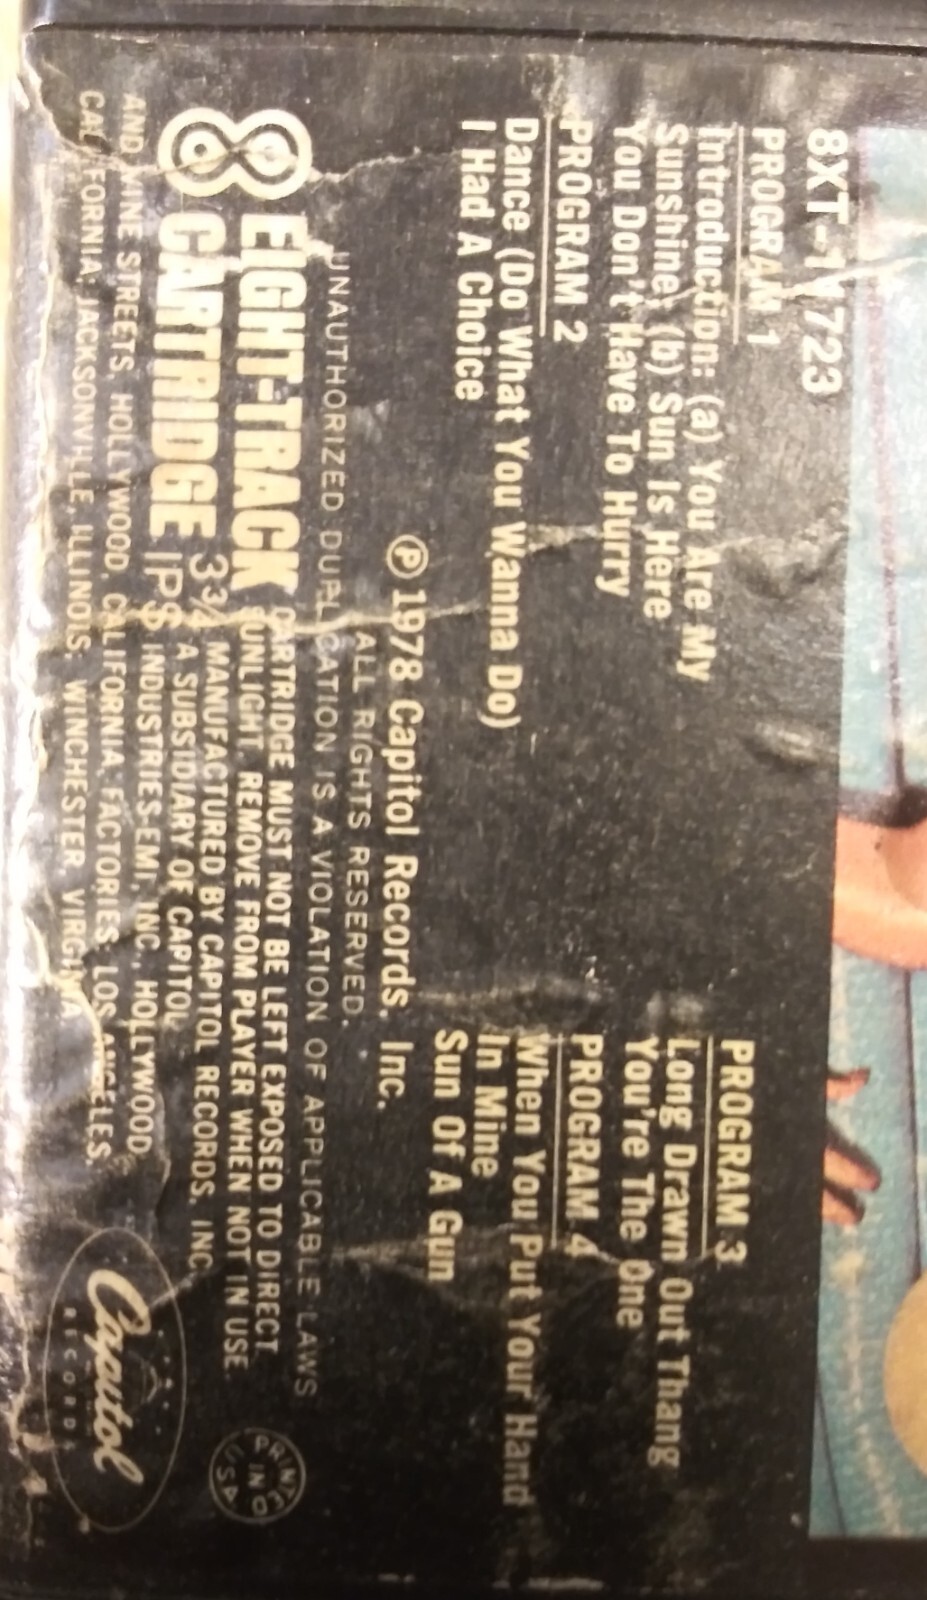 8XT-11723
PROGRAM 1
Introduction: (a) You Are My
Sunshine; (b) Sun Is Here
You Don't Have To Hurry
PROGRAM 2
Dance (Do What You Wanna Do)
I Had A Choice
PROGRAM 3
Long Drawn Out Thang
You're The One
PROGRAM 4
When You Put Your Hand
In Mine
Sun Of A Gun
Ⓟ 1978 Capitol Records, Inc.
ALL RIGHTS RESERVED.
UNAUTHORIZED DUPLICATION IS A VIOLATION OF APPLICABLE LAWS
EIGHT-TRACK
CARTRIDGE
3¾
IPS
CARTRIDGE MUST NOT BE LEFT EXPOSED TO DIRECT
SUNLIGHT. REMOVE FROM PLAYER WHEN NOT IN USE.
MANUFACTURED BY CAPITOL RECORDS, INC.
A SUBSIDIARY OF CAPITOL
INDUSTRIES-EMI, INC., HOLLYWOOD
AND VINE STREETS, HOLLYWOOD, CALIFORNIA. FACTORIES: LOS ANGELES,
CALIFORNIA; JACKSONVILLE, ILLINOIS; WINCHESTER, VIRGINIA
Capitol
RECORDS
PRINTED
IN
U.S.A.